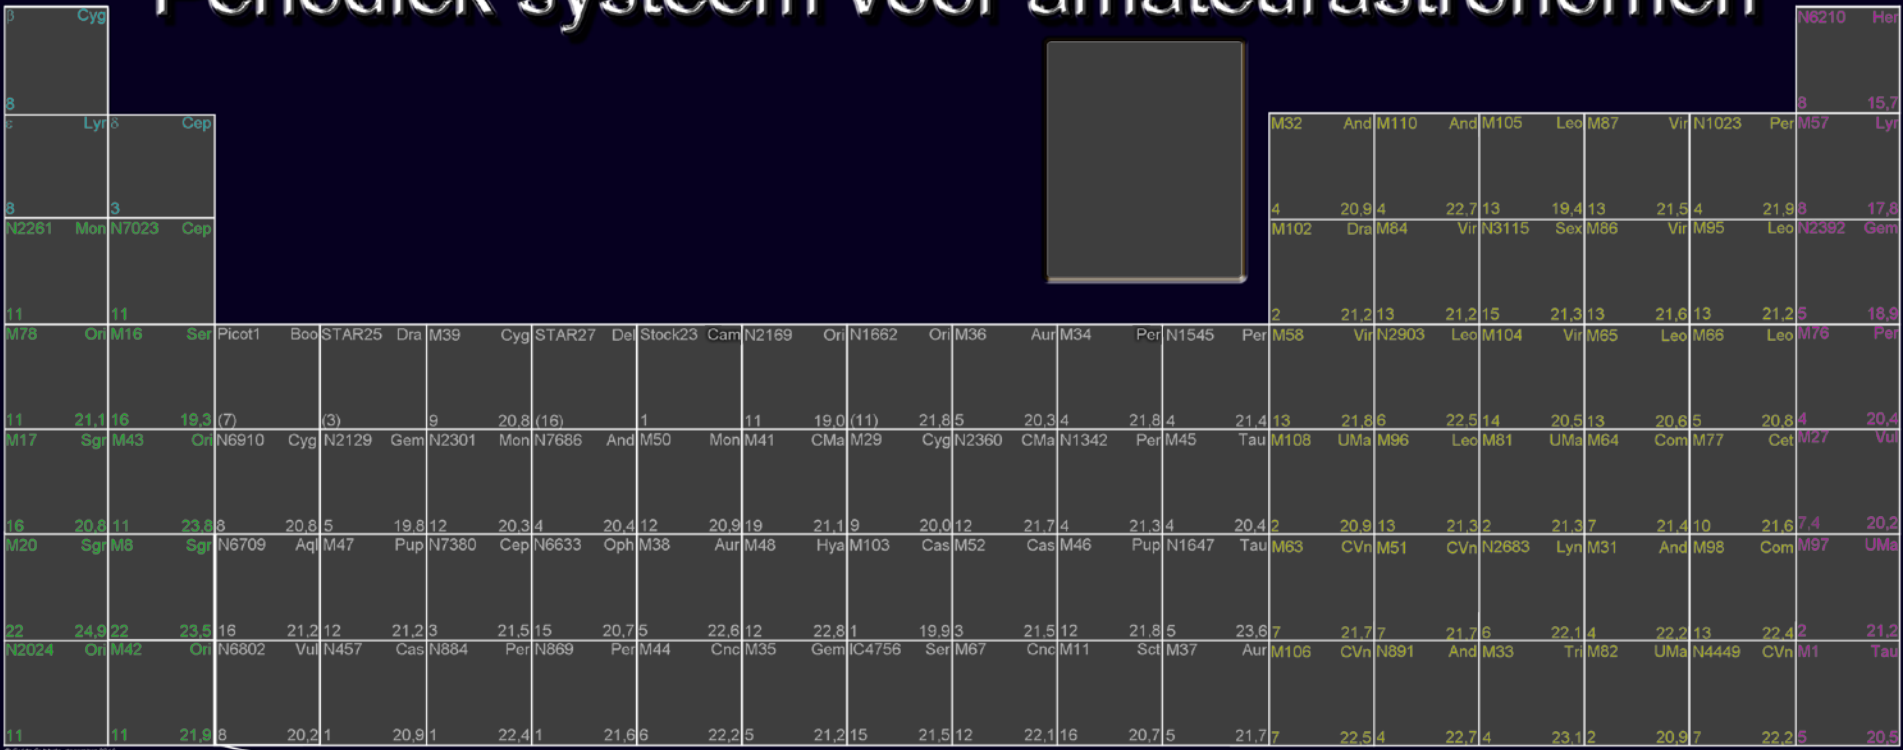 Periodiek systeem voor amateurastronomen
β Cyg N6210 Her
8 8 15,7
ε Lyr δ Cep M32 And M110 And M105 Leo M87 Vir N1023 Per M57 Lyr
8 3 4 20,9 4 22,7 13 19,4 13 21,5 4 21,9 8 17,8
N2261 Mon N7023 Cep M102 Dra M84 Vir N3115 Sex M86 Vir M95 Leo N2392 Gem
11 11 2 21,2 13 21,2 15 21,3 13 21,6 13 21,2 5 18,9
M78 Ori M16 Ser Picot1 Boo STAR25 Dra M39 Cyg STAR27 Del Stock23 Cam N2169 Ori N1662 Ori M36 Aur M34 Per N1545 Per M58 Vir N2903 Leo M104 Vir M65 Leo M66 Leo M76 Per
11 21,1 16 19,3 (7) (3) 9 20,8 (16) 1 11 19,0 (11) 21,8 5 20,3 4 21,8 4 21,4 13 21,8 6 22,5 14 20,5 13 20,6 5 20,8 4 20,4
M17 Sgr M43 Ori N6910 Cyg N2129 Gem N2301 Mon N7686 And M50 Mon M41 CMa M29 Cyg N2360 CMa N1342 Per M45 Tau M108 UMa M96 Leo M81 UMa M64 Com M77 Cet M27 Vul
16 20,8 11 23,8 8 20,8 5 19,8 12 20,3 4 20,4 12 20,9 19 21,1 9 20,0 12 21,7 4 21,3 4 20,4 2 20,9 13 21,3 2 21,3 7 21,4 10 21,6 7,4 20,2
M20 Sgr M8 Sgr N6709 Aql M47 Pup N7380 Cep N6633 Oph M38 Aur M48 Hya M103 Cas M52 Cas M46 Pup N1647 Tau M63 CVn M51 CVn N2683 Lyn M31 And M98 Com M97 UMa
22 24,9 22 23,5 16 21,2 12 21,2 3 21,5 15 20,7 5 22,6 12 22,8 1 19,9 3 21,5 12 21,8 5 23,6 7 21,7 7 21,7 6 22,1 4 22,2 13 22,4 2 21,2
N2024 Ori M42 Ori N6802 Vul N457 Cas N884 Per N869 Per M44 Cnc M35 Gem IC4756 Ser M67 Cnc M11 Sct M37 Aur M106 CVn N891 And M33 Tri M82 UMa N4449 CVn M1 Tau
11 11 21,9 8 20,2 1 20,9 1 22,4 1 21,6 6 22,2 5 21,2 15 21,5 12 22,1 16 20,7 5 21,7 7 22,5 4 22,7 4 23,1 2 20,9 7 22,2 5 20,5